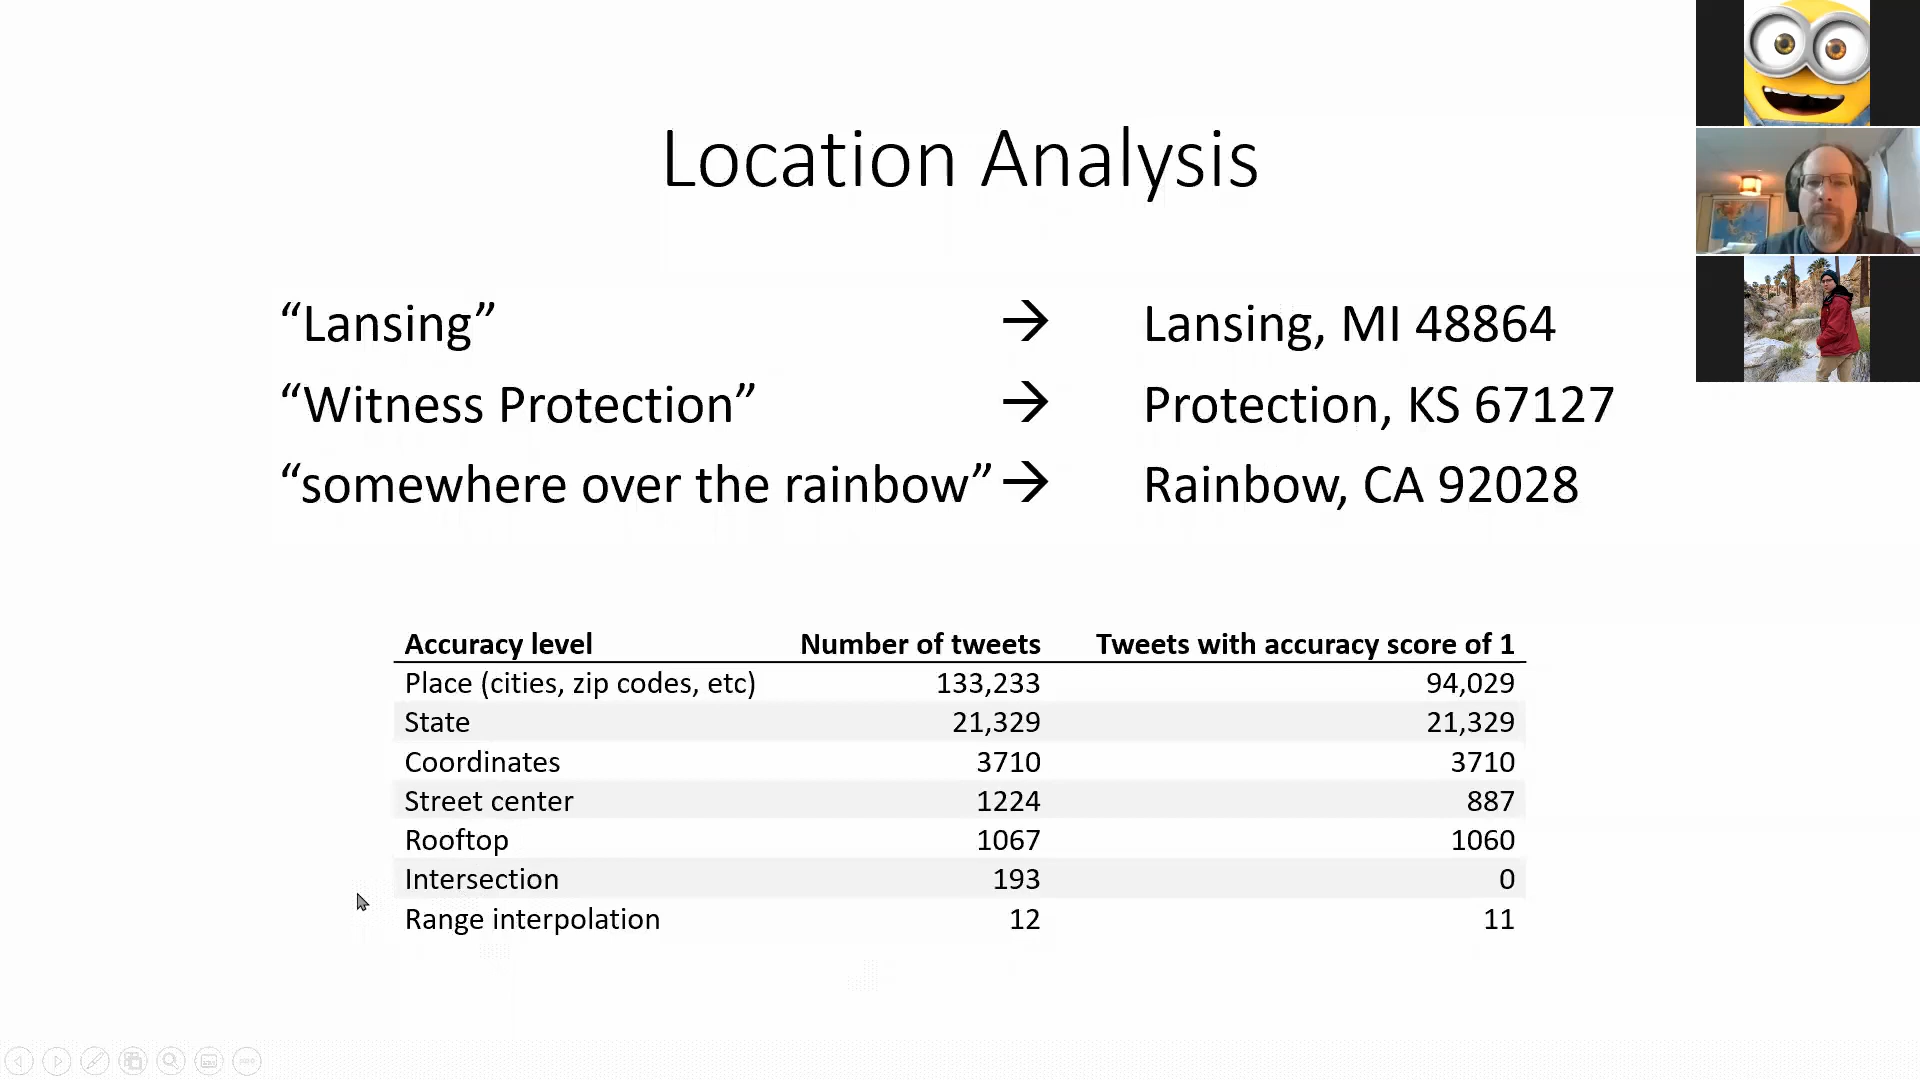 Location Analysis
“Lansing” → Lansing, MI 48864
“Witness Protection” → Protection, KS 67127
“somewhere over the rainbow” → Rainbow, CA 92028
Accuracy level Number of tweets Tweets with accuracy score of 1
Place (cities, zip codes, etc) 133,233 94,029
State 21,329 21,329
Coordinates 3710 3710
Street center 1224 887
Rooftop 1067 1060
Intersection 193 0
Range interpolation 12 11